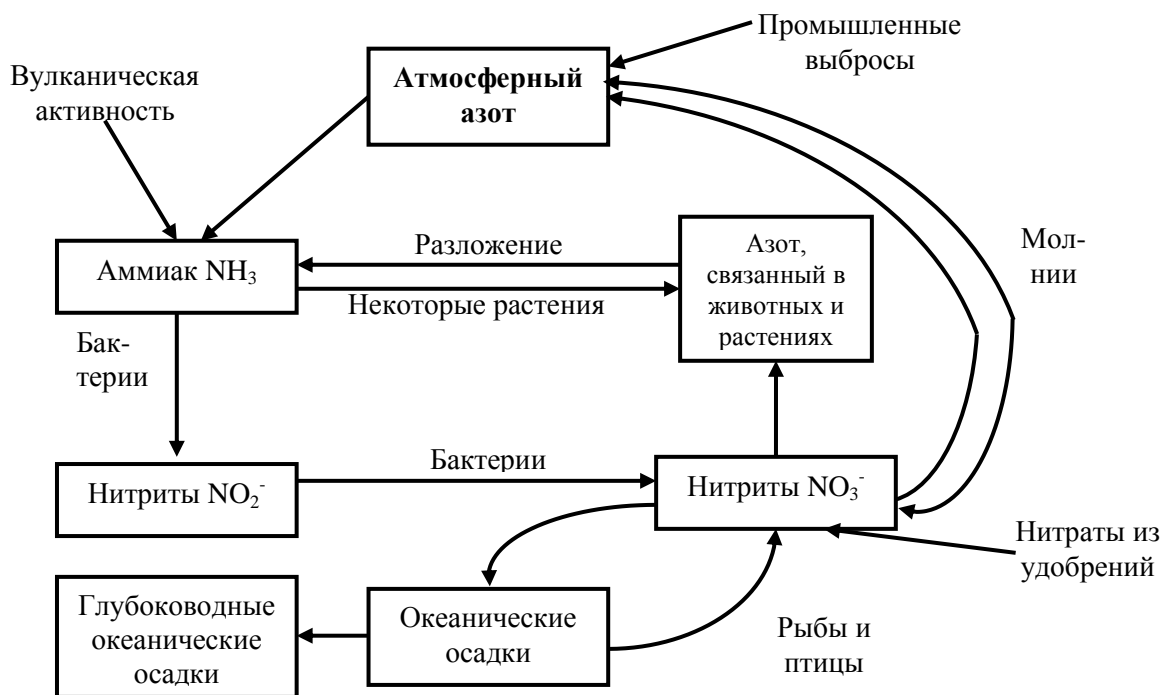 Промышленные
выбросы
Вулканическая
активность
Атмосферный
азот
Мол-
нии
Аммиак NH₃
Разложение
Некоторые растения
Азот,
связанный в
животных и
растениях
Бак-
терии
Нитриты NO₂⁻
Бактерии
Нитриты NO₃⁻
Нитраты из
удобрений
Глубоководные
океанические
осадки
Океанические
осадки
Рыбы и
птицы